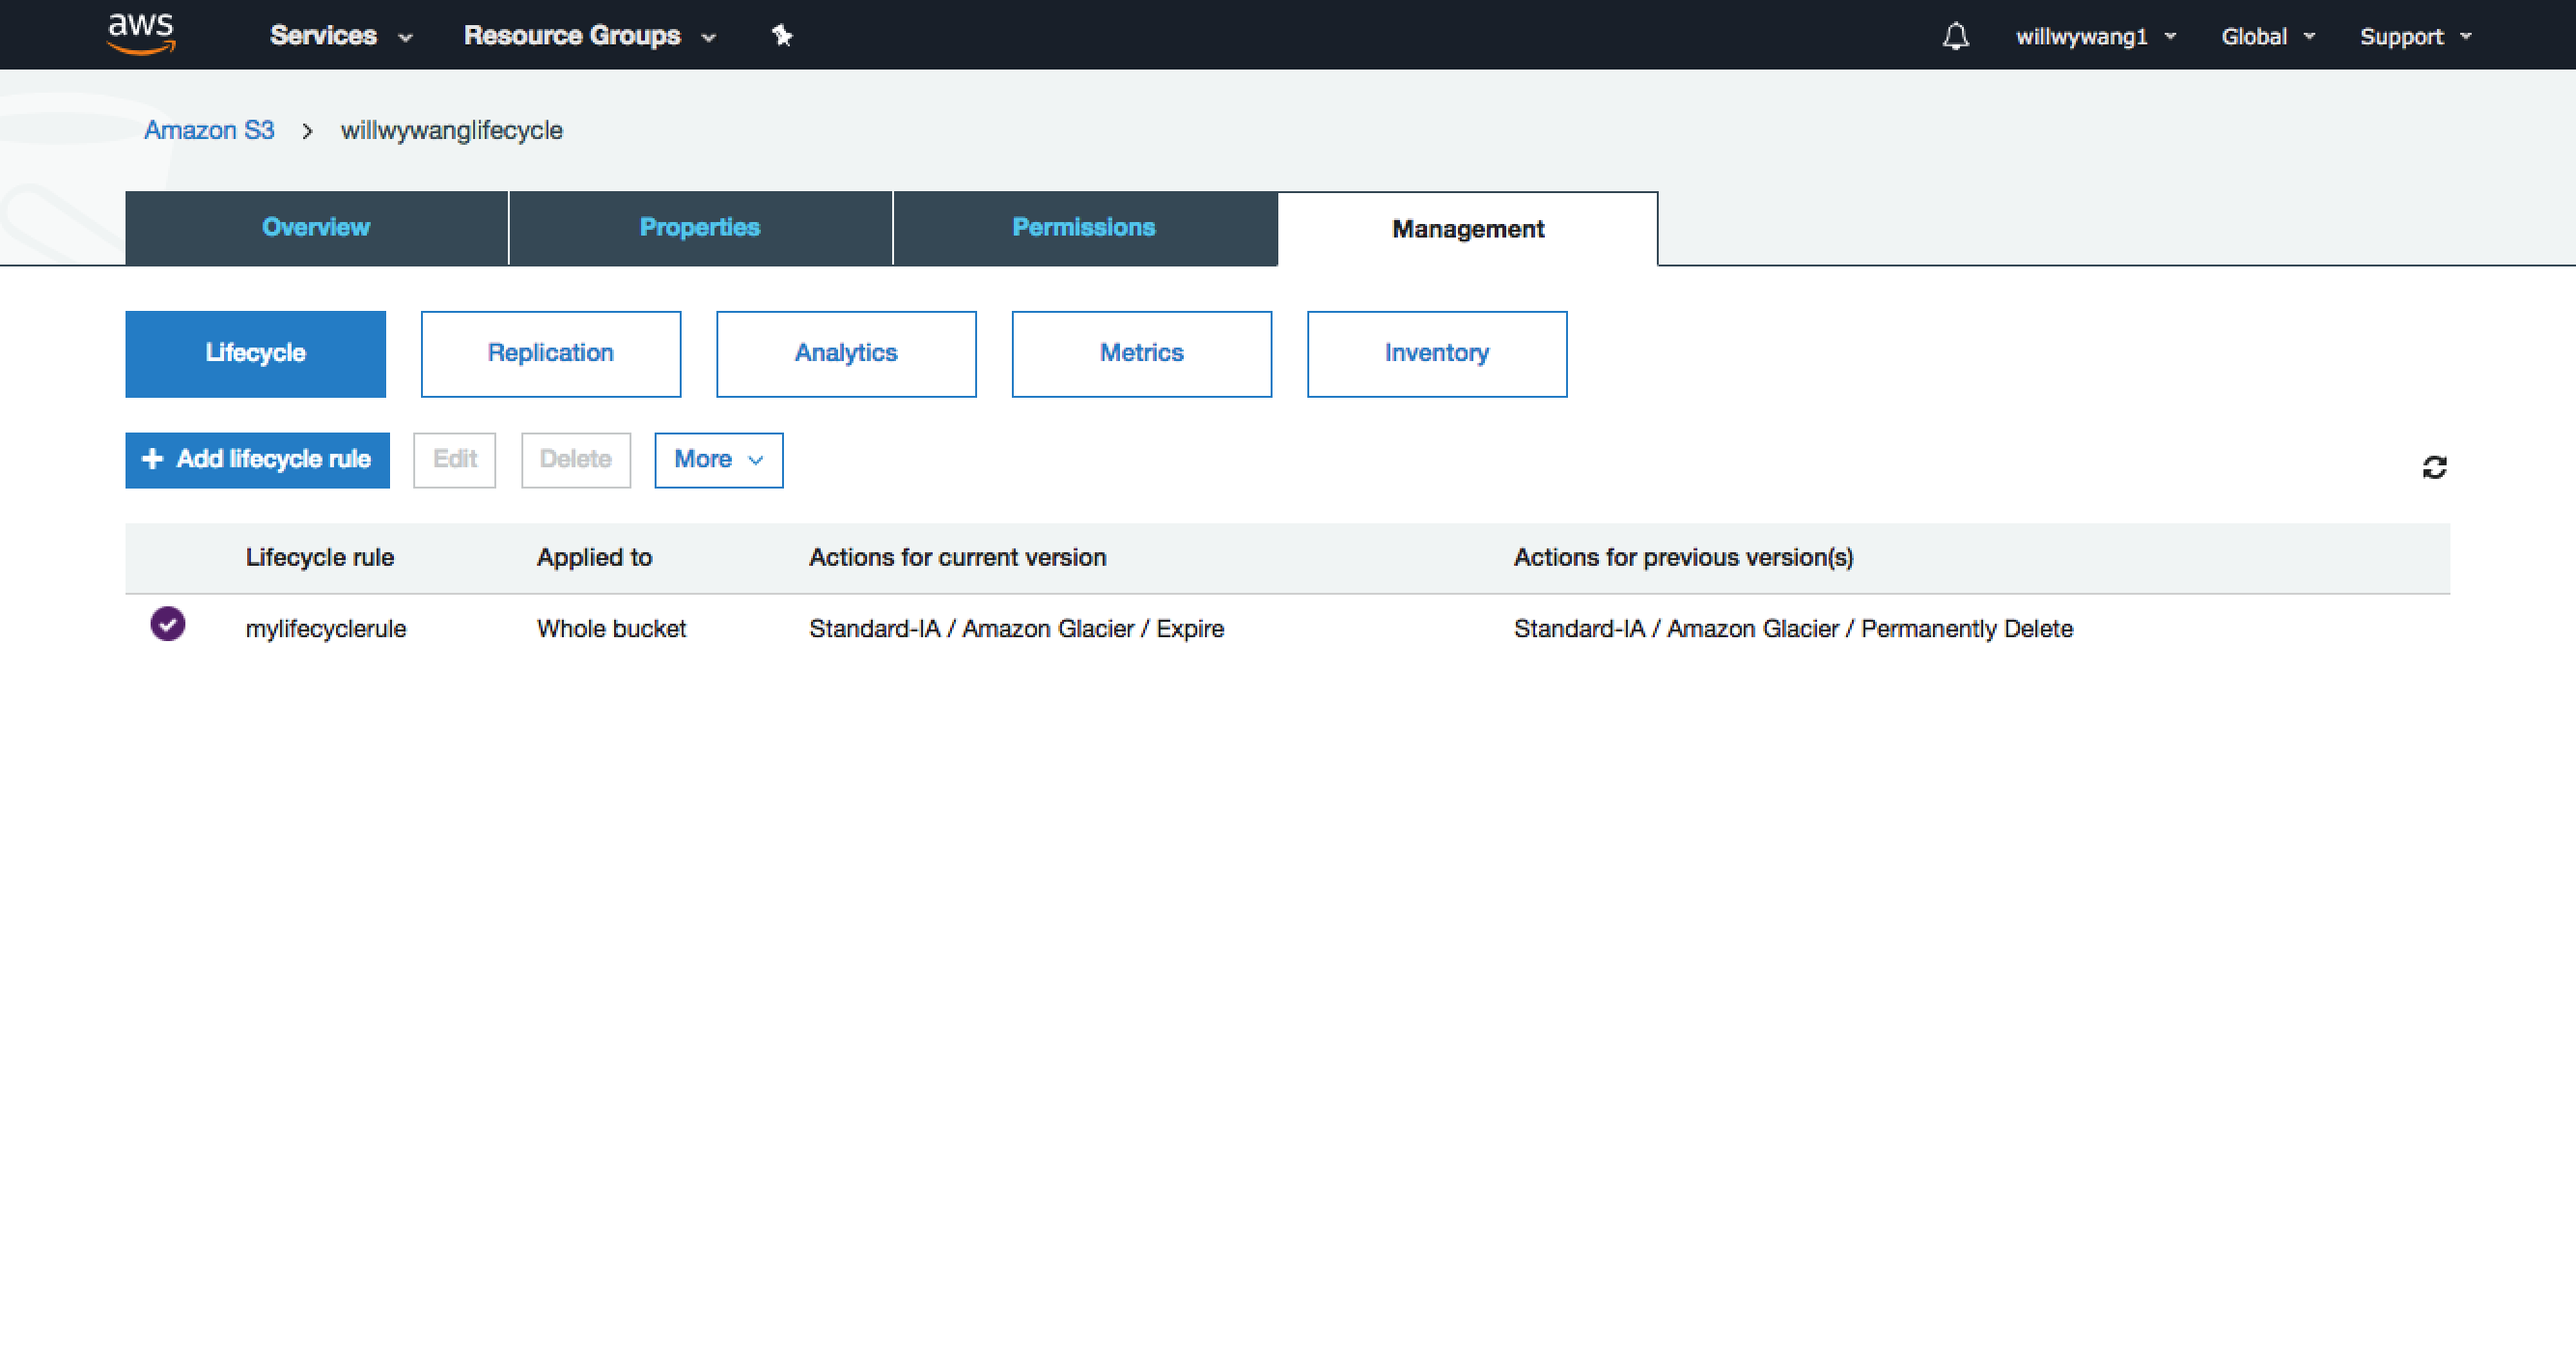 aws Services Resource Groups willwywang1 Global Support
Amazon S3 > willwywanglifecycle
Overview Properties Permissions Management
Lifecycle Replication Analytics Metrics Inventory
+ Add lifecycle rule Edit Delete More
Lifecycle rule Applied to Actions for current version Actions for previous version(s)
mylifecyclerule Whole bucket Standard-IA / Amazon Glacier / Expire Standard-IA / Amazon Glacier / Permanently Delete